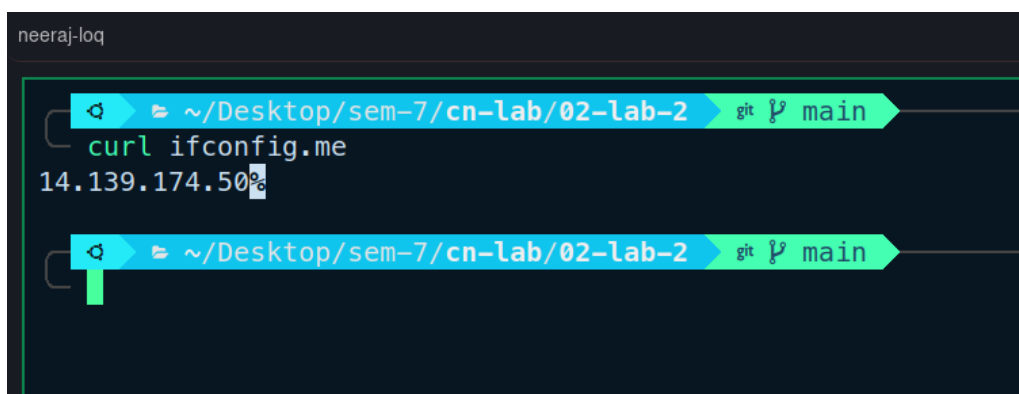 neeraj-loq
~/Desktop/sem-7/cn-lab/02-lab-2 git main
curl ifconfig.me
14.139.174.50%
~/Desktop/sem-7/cn-lab/02-lab-2 git main